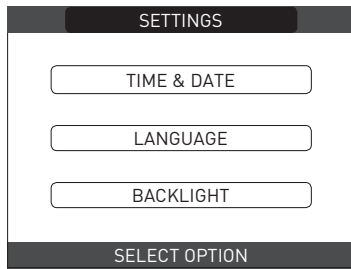 SETTINGS
TIME & DATE
LANGUAGE
BACKLIGHT
SELECT OPTION